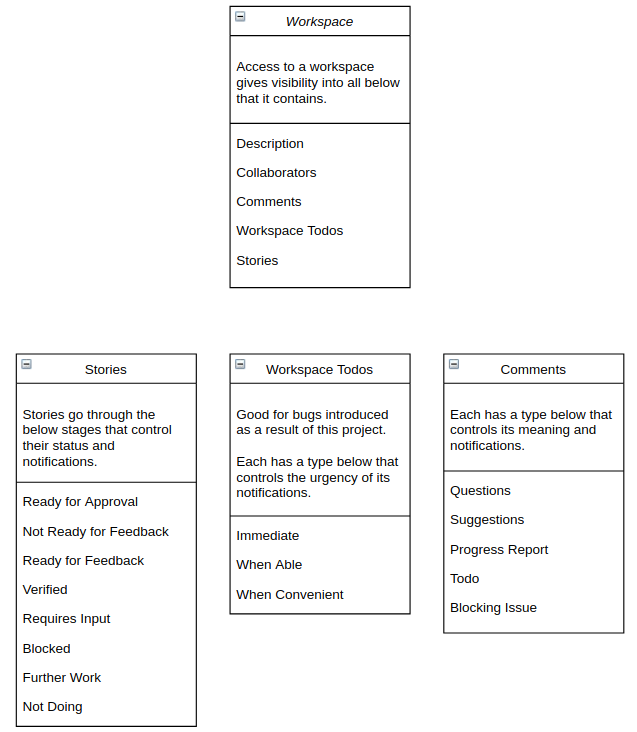 Workspace
Access to a workspace
gives visibility into all below
that it contains.
Description
Collaborators
Comments
Workspace Todos
Stories
Stories
Stories go through the
below stages that control
their status and
notifications.
Ready for Approval
Not Ready for Feedback
Ready for Feedback
Verified
Requires Input
Blocked
Further Work
Not Doing
Workspace Todos
Good for bugs introduced
as a result of this project.
Each has a type below that
controls the urgency of its
notifications.
Immediate
When Able
When Convenient
Comments
Each has a type below that
controls its meaning and
notifications.
Questions
Suggestions
Progress Report
Todo
Blocking Issue